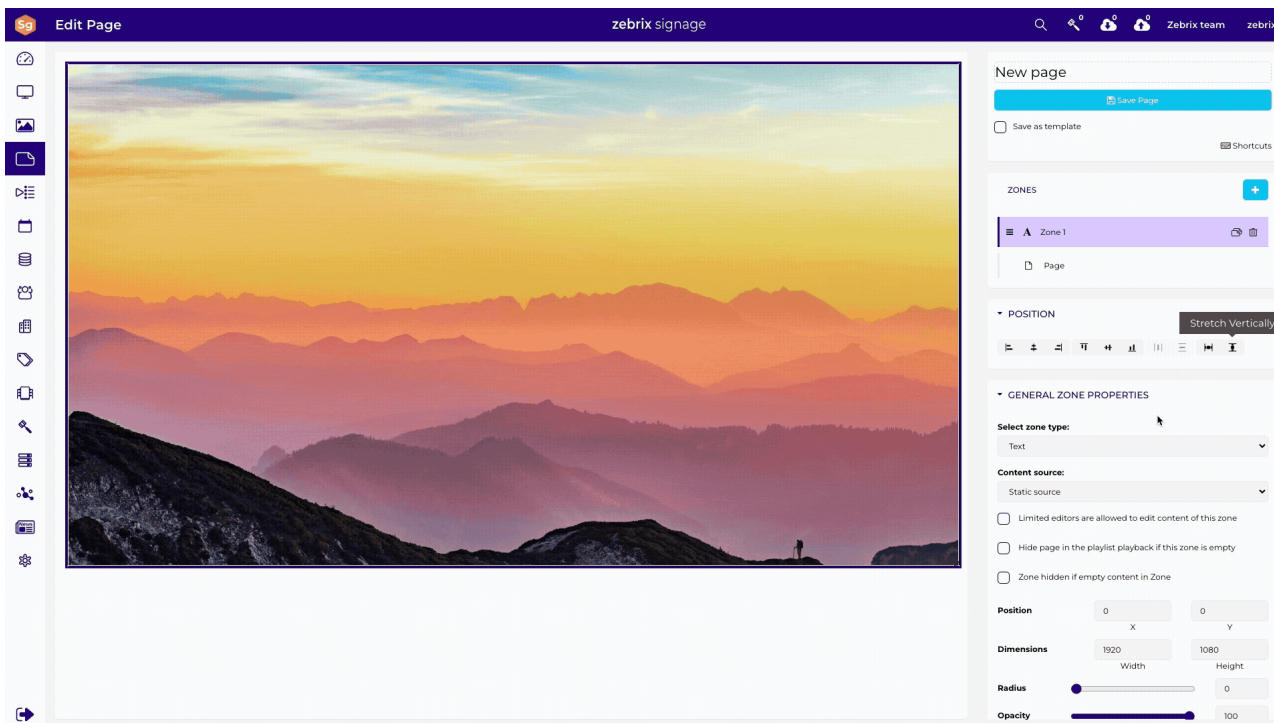 Sg Edit Page zebrix signage 0 0 0 Zebrix team zebrix
New page
Save Page
Save as template
Shortcuts
ZONES +
A Zone 1
Page
POSITION
Stretch Vertically
GENERAL ZONE PROPERTIES
Select zone type:
Text
Content source:
Static source
Limited editors are allowed to edit content of this zone
Hide page in the playlist playback if this zone is empty
Zone hidden if empty content in Zone
Position 0 0
X Y
Dimensions 1920 1080
Width Height
Radius 0
Opacity 100